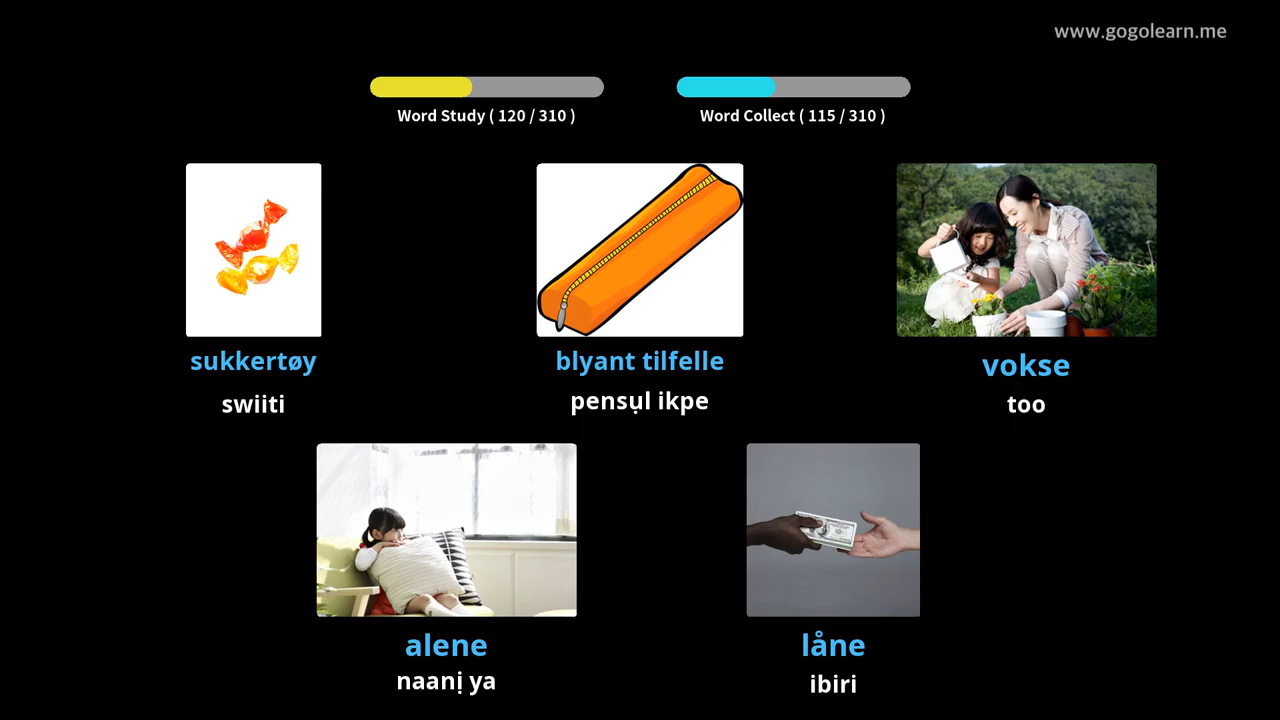 www.gogolearn.me
Word Study ( 120 / 310 )
Word Collect ( 115 / 310 )
sukkertøy
swiiti
blyant tilfelle
pensụl ikpe
vokse
too
alene
naanị ya
låne
ibiri